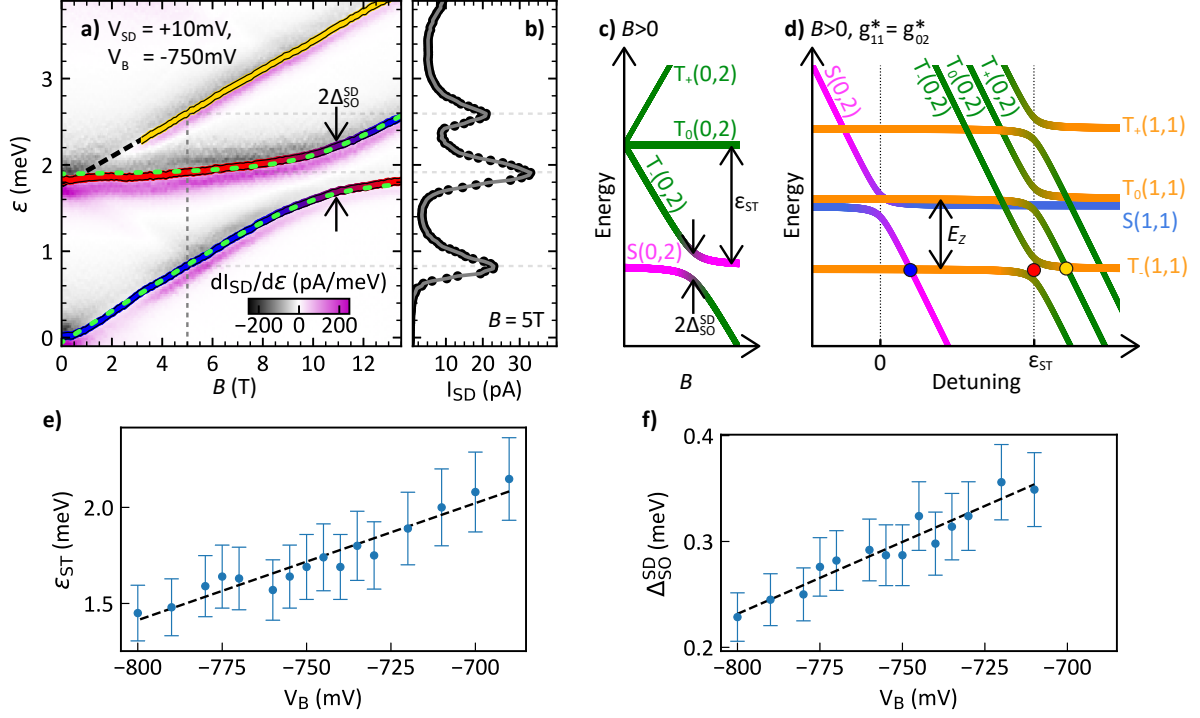 a) V_SD = +10mV,
V_B = -750mV
2Δ_SO^SD
dI_SD/dε (pA/meV)
−200 0 200
3
2
1
0
ε (meV)
0 2 4 6 8 10 12
B (T)
b)
B = 5T
10 20 30
I_SD (pA)
c) B>0
Energy
T₊(0,2)
T₀(0,2)
T₋(0,2)
ε_ST
S(0,2)
2Δ_SO^SD
B
d) B>0, g*₁₁ = g*₀₂
Energy
S(0,2)
T₋(0,2)
T₀(0,2)
T₊(0,2)
T₊(1,1)
T₀(1,1)
S(1,1)
E_Z
T₋(1,1)
0 ε_ST
Detuning
e)
2.0
1.5
ε_ST (meV)
−800 −775 −750 −725 −700
V_B (mV)
f)
0.4
0.3
0.2
Δ_SO^SD (meV)
−800 −775 −750 −725 −700
V_B (mV)